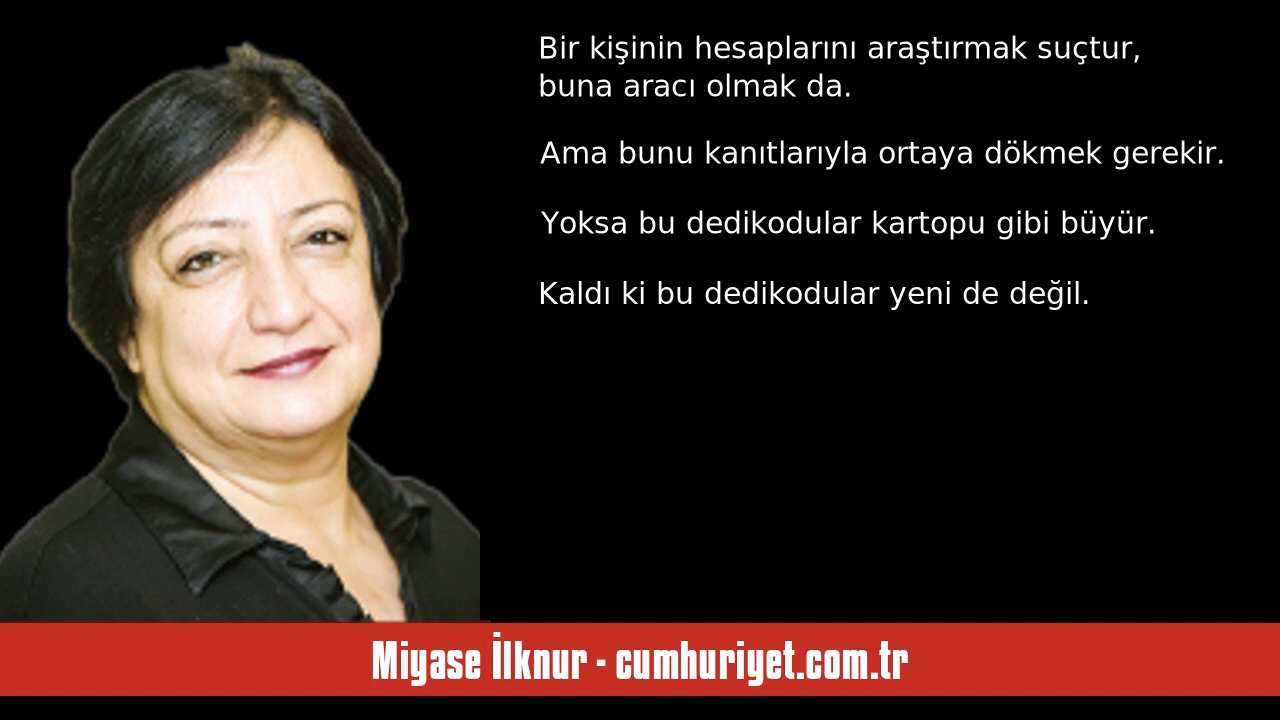 Bir kişinin hesaplarını araştırmak suçtur,
buna aracı olmak da.
Ama bunu kanıtlarıyla ortaya dökmek gerekir.
Yoksa bu dedikodular kartopu gibi büyür.
Kaldı ki bu dedikodular yeni de değil.
Miyase İlknur - cumhuriyet.com.tr